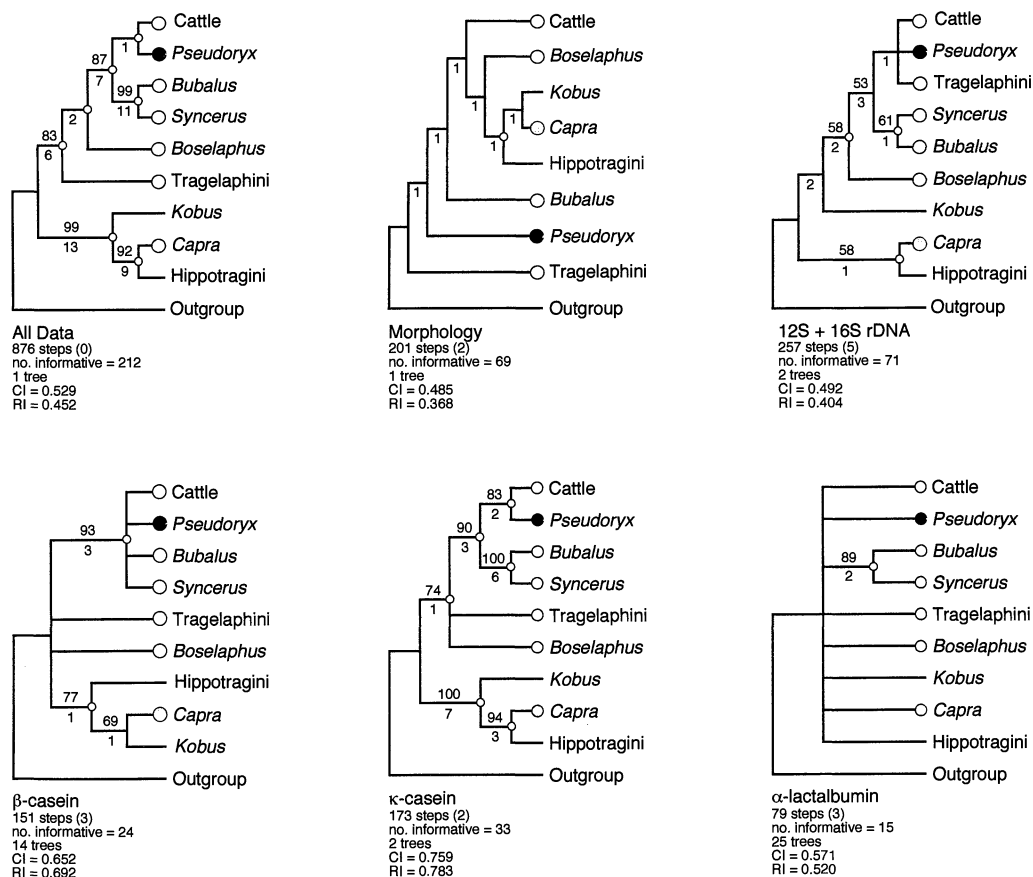 Cattle
87
1
Pseudoryx
7
99
Bubalus
11
Syncerus
2
83
6
Boselaphus
Tragelaphini
99
13
Kobus
92
9
Capra
Hippotragini
Outgroup
All Data
876 steps (0)
no. informative = 212
1 tree
CI = 0.529
RI = 0.452
Cattle
1
Boselaphus
1
Kobus
1
Capra
1
Hippotragini
1
1
Bubalus
Pseudoryx
Tragelaphini
Outgroup
Morphology
201 steps (2)
no. informative = 69
1 tree
CI = 0.485
RI = 0.368
Cattle
Pseudoryx
1
Tragelaphini
53
3
Syncerus
61
1
Bubalus
58
2
Boselaphus
2
Kobus
Capra
58
1
Hippotragini
Outgroup
12S + 16S rDNA
257 steps (5)
no. informative = 71
2 trees
CI = 0.492
RI = 0.404
Cattle
Pseudoryx
93
3
Bubalus
Syncerus
Tragelaphini
Boselaphus
77
1
Hippotragini
69
1
Capra
Kobus
Outgroup
β-casein
151 steps (3)
no. informative = 24
14 trees
CI = 0.652
RI = 0.692
Cattle
83
2
Pseudoryx
90
3
Bubalus
100
6
Syncerus
74
1
Tragelaphini
Boselaphus
100
7
Kobus
94
3
Capra
Hippotragini
Outgroup
κ-casein
173 steps (2)
no. informative = 33
2 trees
CI = 0.759
RI = 0.783
Cattle
Pseudoryx
89
2
Bubalus
Syncerus
Tragelaphini
Boselaphus
Kobus
Capra
Hippotragini
Outgroup
α-lactalbumin
79 steps (3)
no. informative = 15
25 trees
CI = 0.571
RI = 0.520